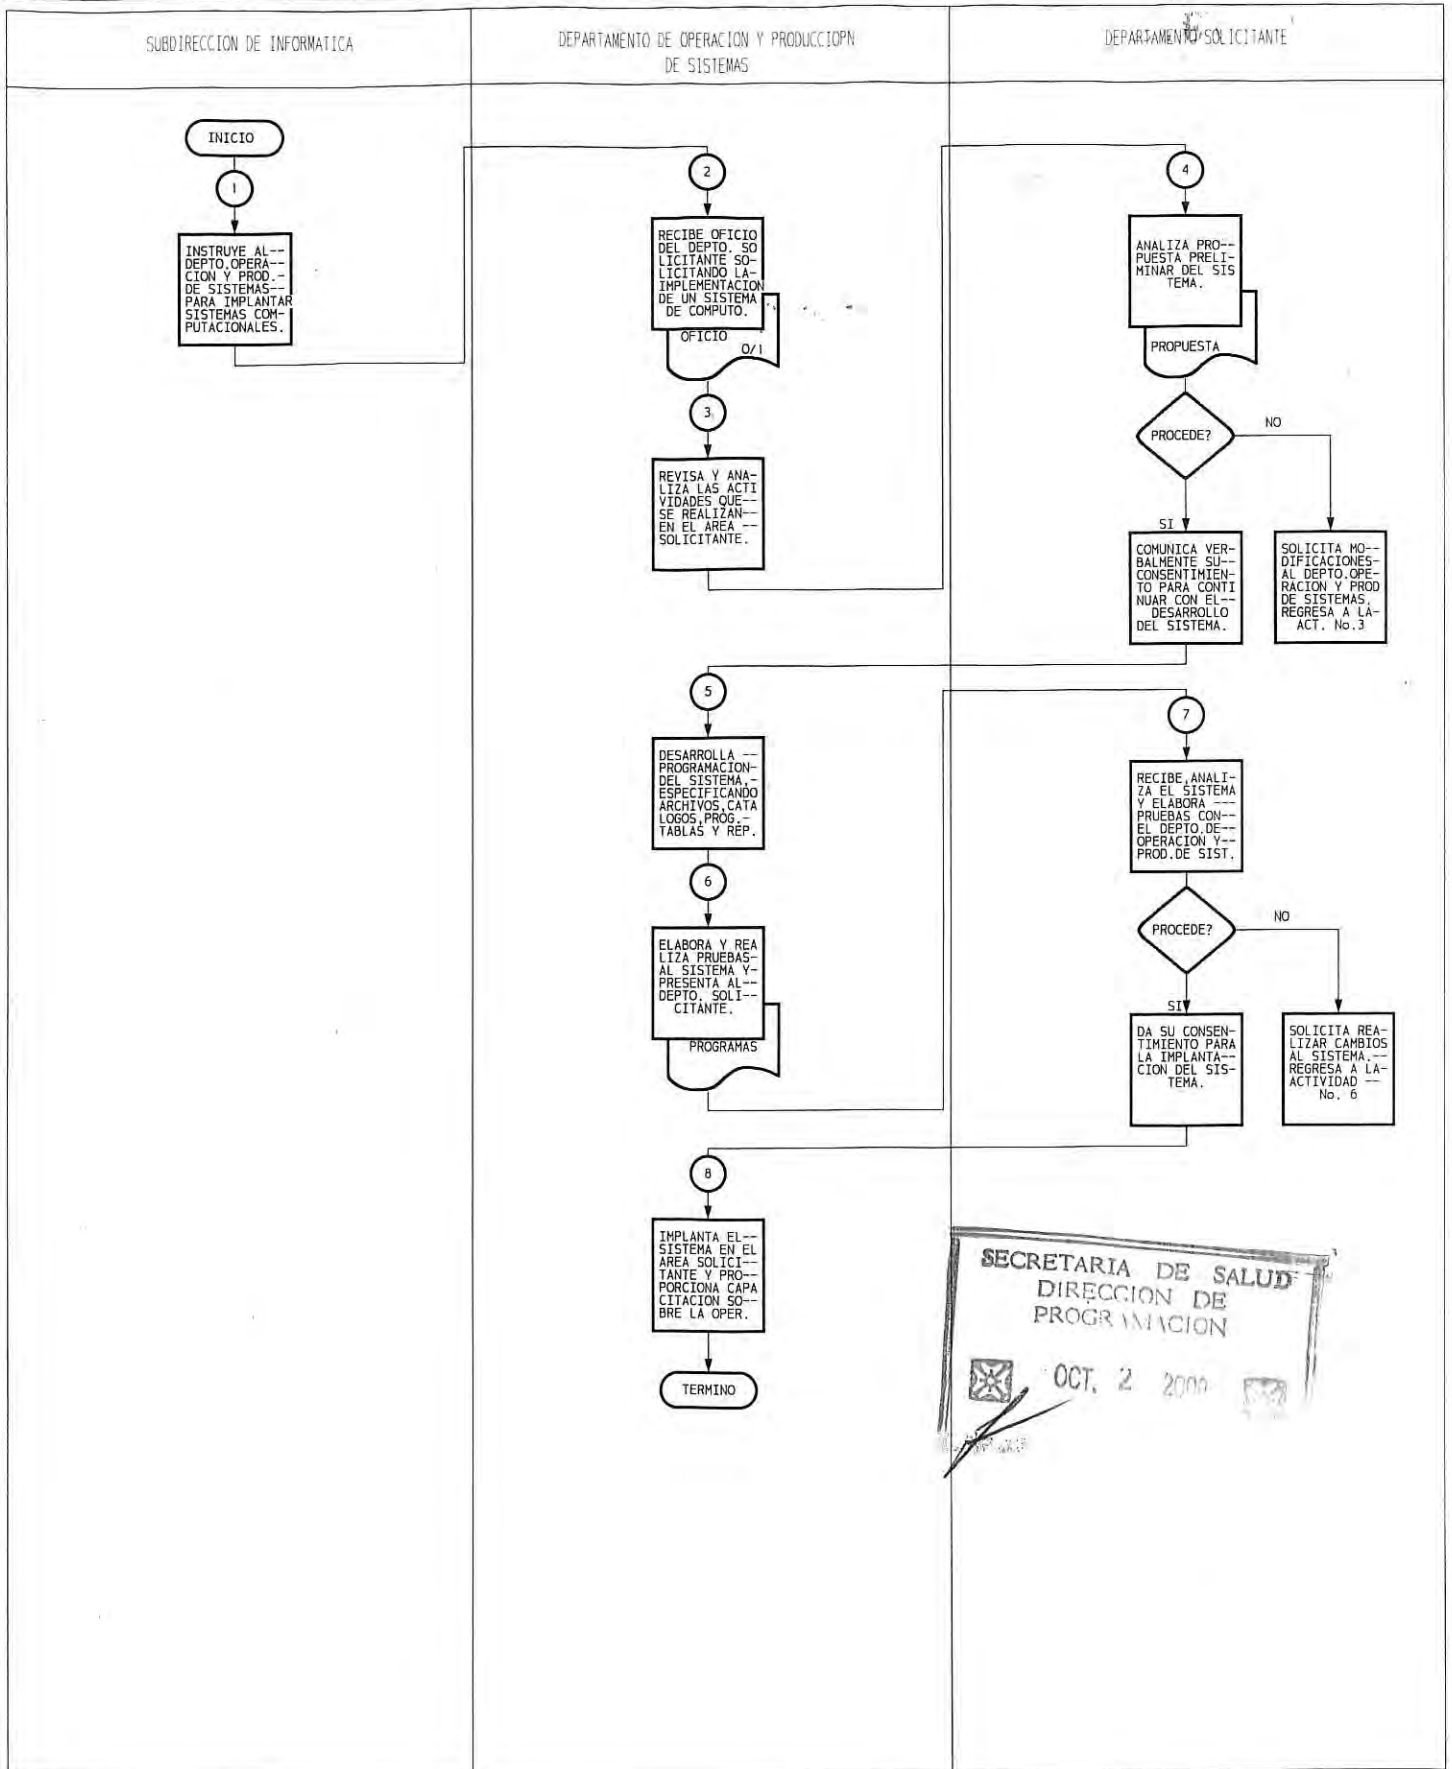 SUBDIRECCION DE INFORMATICA
DEPARTAMENTO DE OPERACION Y PRODUCCIOPN
DE SISTEMAS
DEPARTAMENTO SOLICITANTE
INICIO
1
INSTRUYE AL--
DEPTO.OPERA--
CION Y PROD.-
DE SISTEMAS--
PARA IMPLANTAR
SISTEMAS COM-
PUTACIONALES.
2
RECIBE OFICIO
DEL DEPTO. SO
LICITANTE SO-
LICITANDO LA-
IMPLEMENTACION
DE UN SISTEMA
DE COMPUTO.
OFICIO
O/1
3
REVISA Y ANA-
LIZA LAS ACTI
VIDADES QUE--
SE REALIZAN--
EN EL AREA --
SOLICITANTE.
4
ANALIZA PRO--
PUESTA PRELI-
MINAR DEL SIS
TEMA.
PROPUESTA
PROCEDE?
NO
SI
COMUNICA VER-
BALMENTE SU--
CONSENTIMIEN-
TO PARA CONTI
NUAR CON EL--
DESARROLLO
DEL SISTEMA.
SOLICITA MO--
DIFICACIONES-
AL DEPTO.OPE-
RACION Y PROD
DE SISTEMAS.
REGRESA A LA-
ACT. No.3
5
DESARROLLA --
PROGRAMACION-
DEL SISTEMA,-
ESPECIFICANDO
ARCHIVOS,CATA
LOGOS,PROG.-
TABLAS Y REP.
6
ELABORA Y REA
LIZA PRUEBAS-
AL SISTEMA Y-
PRESENTA AL--
DEPTO. SOLI--
CITANTE.
PROGRAMAS
7
RECIBE,ANALI-
ZA EL SISTEMA
Y ELABORA ---
PRUEBAS CON--
EL DEPTO.DE--
OPERACION Y--
PROD.DE SIST.
PROCEDE?
NO
SI
DA SU CONSEN-
TIMIENTO PARA
LA IMPLANTA--
CION DEL SIS-
TEMA.
SOLICITA REA-
LIZAR CAMBIOS
AL SISTEMA.--
REGRESA A LA-
ACTIVIDAD --
No. 6
8
IMPLANTA EL--
SISTEMA EN EL
AREA SOLICI--
TANTE Y PRO--
PORCIONA CAPA
CITACION SO--
BRE LA OPER.
TERMINO
SECRETARIA DE SALUD
DIRECCION DE
PROGRAMACION
OCT. 2 2000